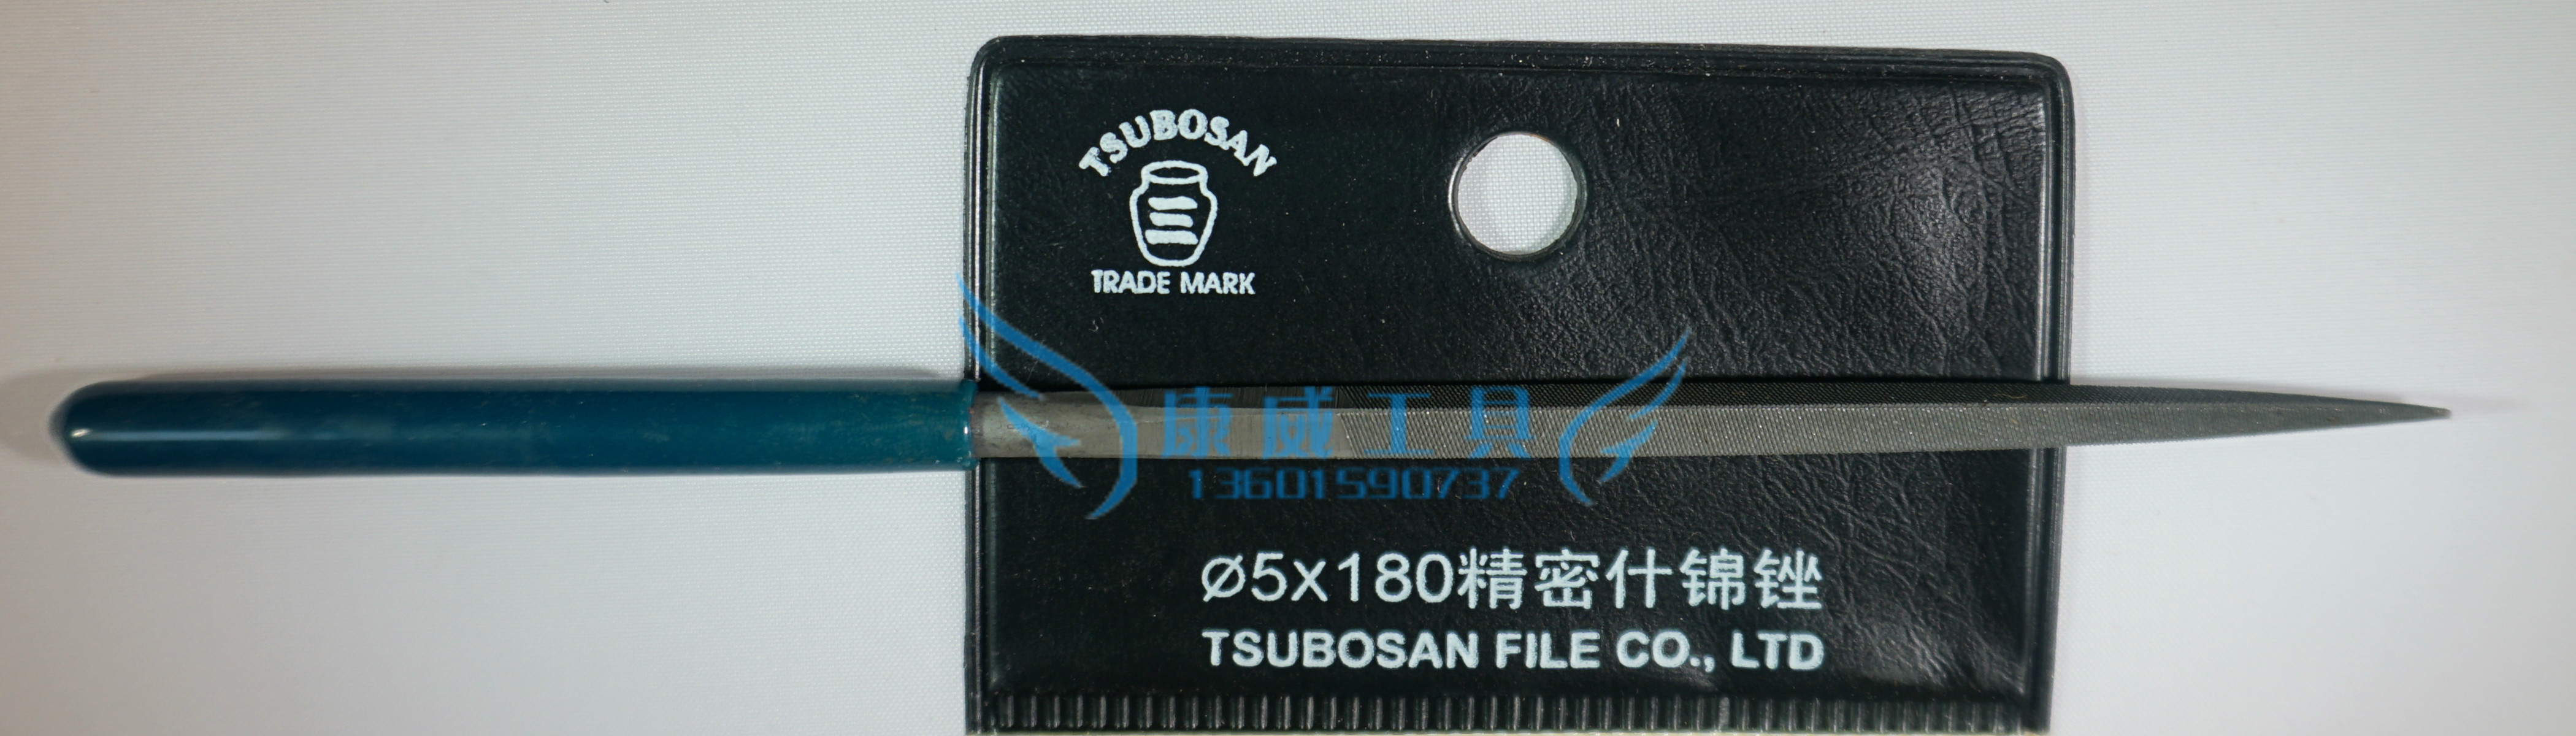 TSUBOSAN
三
TRADE MARK
康威工具
13601590737
Ø5x180精密什锦锉
TSUBOSAN FILE CO., LTD